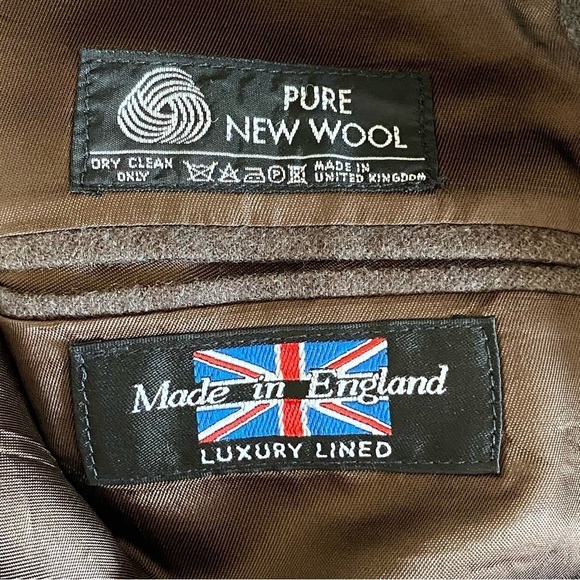 PURE
NEW WOOL
DRY CLEAN
ONLY
P
MADE IN
UNITED KINGDOM
Made in England
LUXURY LINED